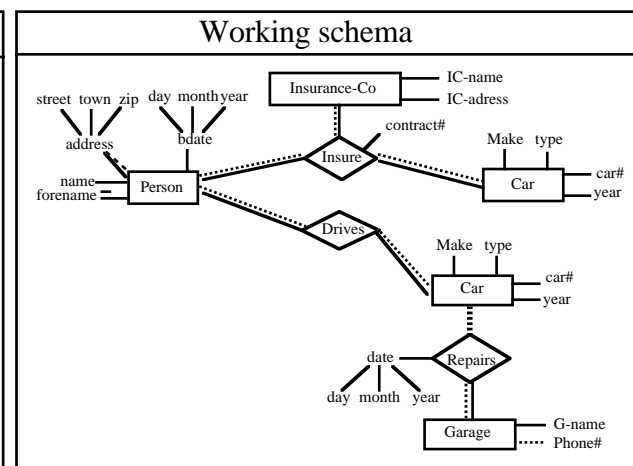 Working schema
Insurance-Co
IC-name
IC-adress
street town zip
day month year
contract#
address
bdate
Insure
Make type
name
forename
Person
Car
car#
year
Drives
Make type
Car
car#
year
date
Repairs
day month year
Garage
G-name
Phone#